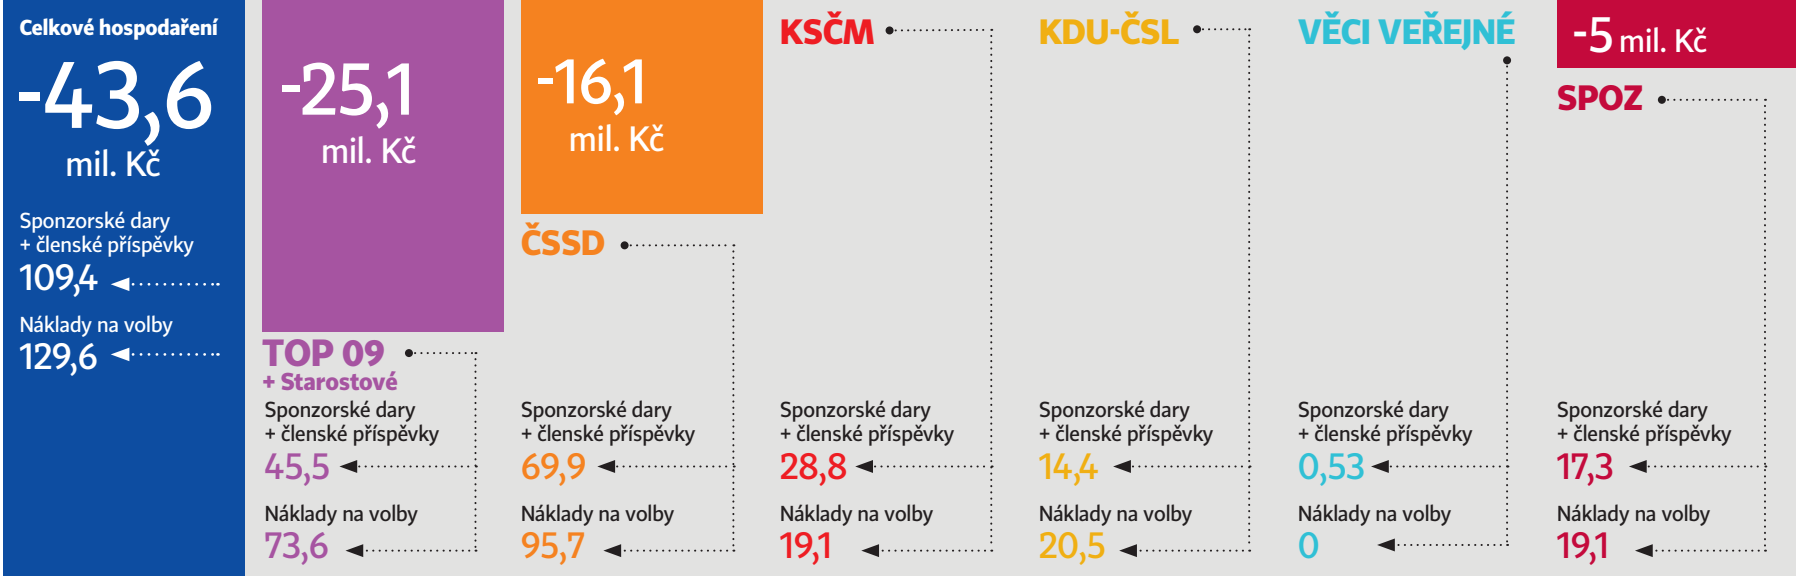 Celkové hospodaření
-43,6
mil. Kč
Sponzorské dary
+ členské příspěvky
109,4
Náklady na volby
129,6
-25,1
mil. Kč
TOP 09
+ Starostové
Sponzorské dary
+ členské příspěvky
45,5
Náklady na volby
73,6
-16,1
mil. Kč
ČSSD
Sponzorské dary
+ členské příspěvky
69,9
Náklady na volby
95,7
KSČM
Sponzorské dary
+ členské příspěvky
28,8
Náklady na volby
19,1
KDU-ČSL
Sponzorské dary
+ členské příspěvky
14,4
Náklady na volby
20,5
VĚCI VEŘEJNÉ
Sponzorské dary
+ členské příspěvky
0,53
Náklady na volby
0
-5 mil. Kč
SPOZ
Sponzorské dary
+ členské příspěvky
17,3
Náklady na volby
19,1